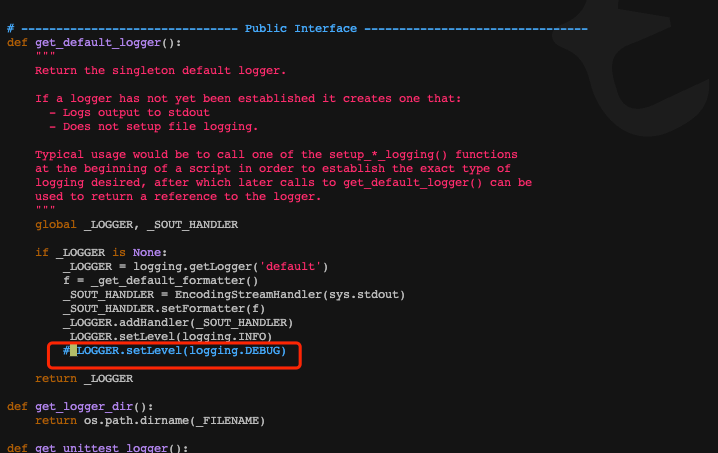 # ------------------------------- Public Interface --------------------------------
def get_default_logger():
    """
    Return the singleton default logger.

    If a logger has not yet been established it creates one that:
      - Logs output to stdout
      - Does not setup file logging.

    Typical usage would be to call one of the setup_*_logging() functions
    at the beginning of a script in order to establish the exact type of
    logging desired, after which later calls to get_default_logger() can be
    used to return a reference to the logger.
    """
    global _LOGGER, _SOUT_HANDLER

    if _LOGGER is None:
        _LOGGER = logging.getLogger('default')
        f = _get_default_formatter()
        _SOUT_HANDLER = EncodingStreamHandler(sys.stdout)
        _SOUT_HANDLER.setFormatter(f)
        _LOGGER.addHandler(_SOUT_HANDLER)
        _LOGGER.setLevel(logging.INFO)
        #_LOGGER.setLevel(logging.DEBUG)

    return _LOGGER

def get_logger_dir():
    return os.path.dirname(_FILENAME)

def get_unittest_logger():